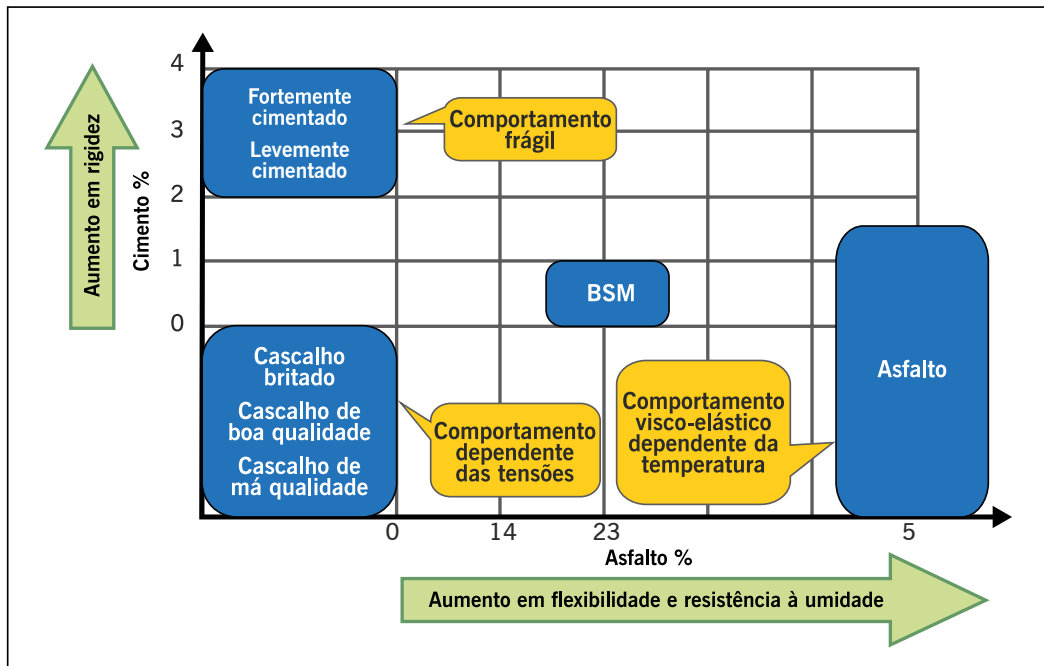 Aumento em rigidez
Cimento %
4
3
2
1
0
Fortemente
cimentado
Levemente
cimentado
Comportamento
frágil
BSM
Cascalho
britado
Cascalho de
boa qualidade
Cascalho de
má qualidade
Comportamento
dependente
das tensões
Comportamento
visco-elástico
dependente da
temperatura
Asfalto
0
14
23
5
Asfalto %
Aumento em flexibilidade e resistência à umidade